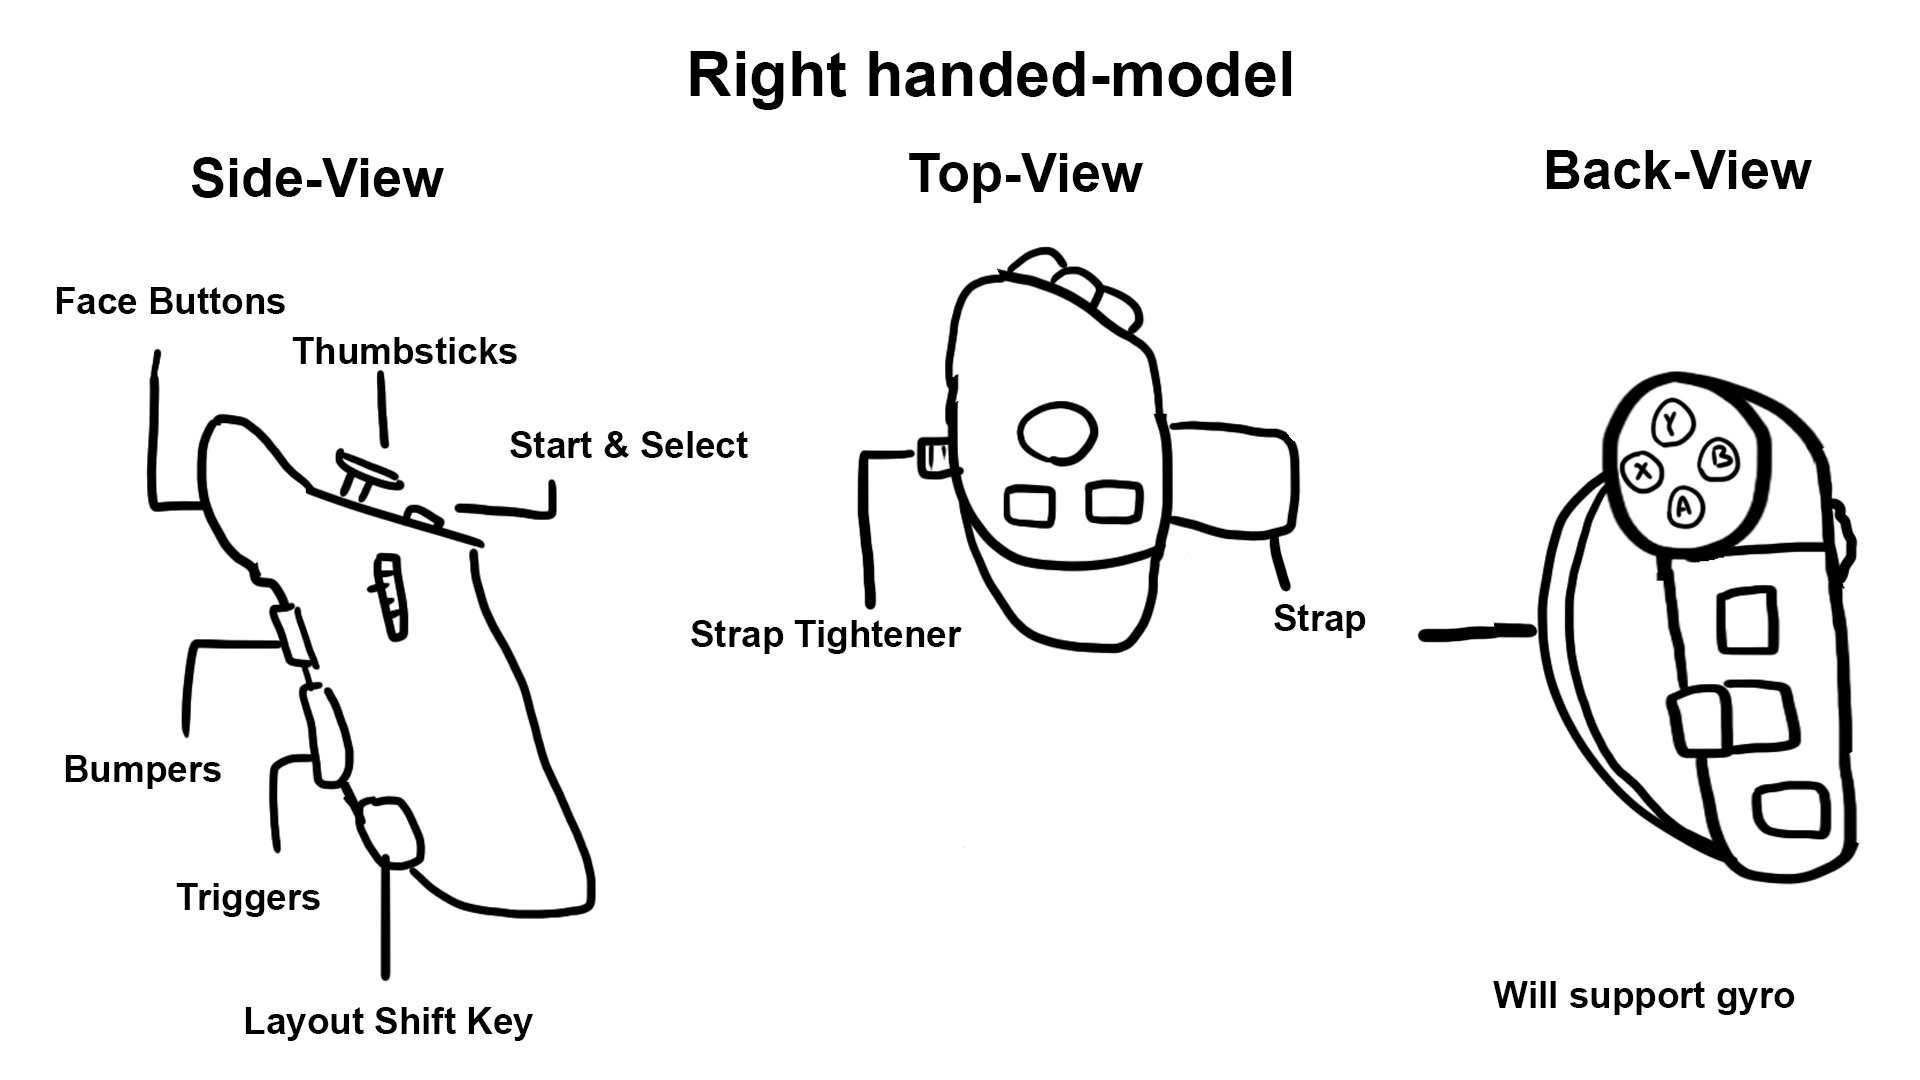 Right handed-model
Side-View
Top-View
Back-View
Face Buttons
Thumbsticks
Start & Select
Strap Tightener
Strap
Bumpers
Triggers
Layout Shift Key
Y
X
B
A
Will support gyro